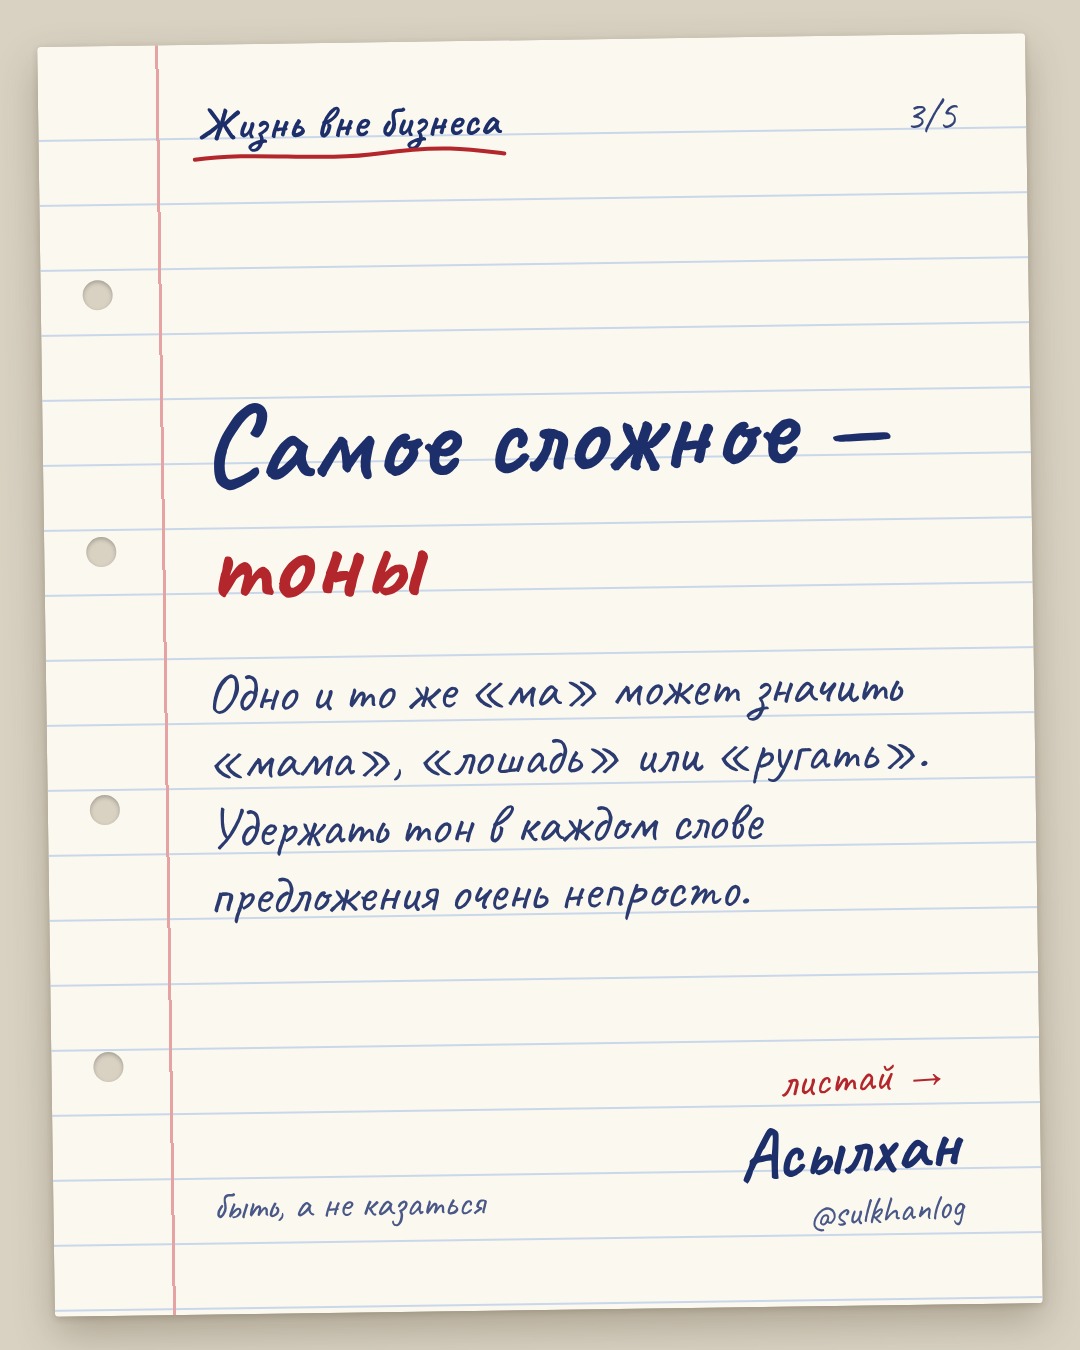 Жизнь вне бизнеса
3/5
Самое сложное —
тоны
Одно и то же «ма» может значить
«мама», «лошадь» или «ругать».
Удержать тон в каждом слове
предложения очень непросто.
листай →
Асылхан
быть, а не казаться
@sulkhanlog